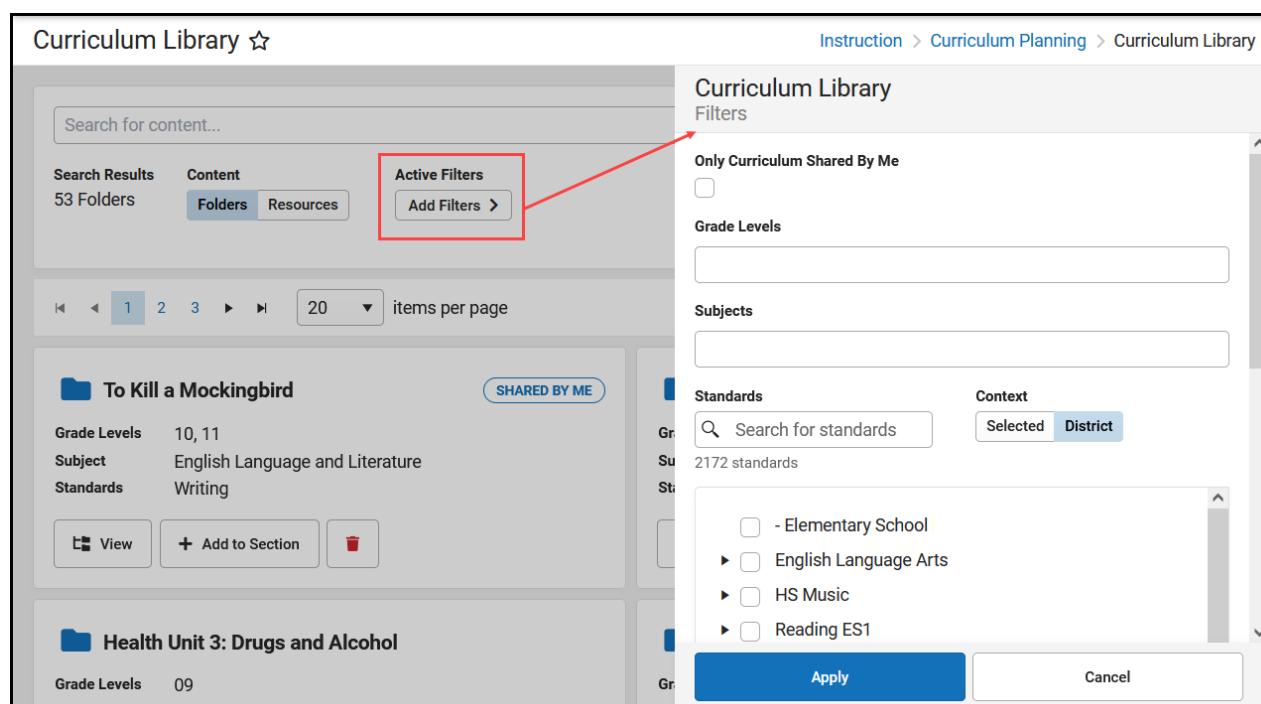 Curriculum Library
Instruction > Curriculum Planning > Curriculum Library
Search for content...
Search Results
53 Folders
Content
Folders Resources
Active Filters
Add Filters
1 2 3
20
items per page
To Kill a Mockingbird
SHARED BY ME
Grade Levels 10, 11
Subject English Language and Literature
Standards Writing
View
+ Add to Section
Health Unit 3: Drugs and Alcohol
Grade Levels 09
Gr
Su
Sta
Gr
Curriculum Library
Filters
Only Curriculum Shared By Me
Grade Levels
Subjects
Standards
Search for standards
2172 standards
Context
Selected District
- Elementary School
English Language Arts
HS Music
Reading ES1
Apply
Cancel